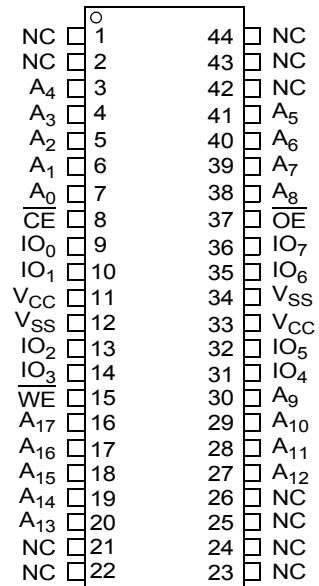 NC 1 44 NC
NC 2 43 NC
A4 3 42 NC
A3 4 41 A5
A2 5 40 A6
A1 6 39 A7
A0 7 38 A8
CE 8 37 OE
IO0 9 36 IO7
IO1 10 35 IO6
VCC 11 34 VSS
VSS 12 33 VCC
IO2 13 32 IO5
IO3 14 31 IO4
WE 15 30 A9
A17 16 29 A10
A16 17 28 A11
A15 18 27 A12
A14 19 26 NC
A13 20 25 NC
NC 21 24 NC
NC 22 23 NC